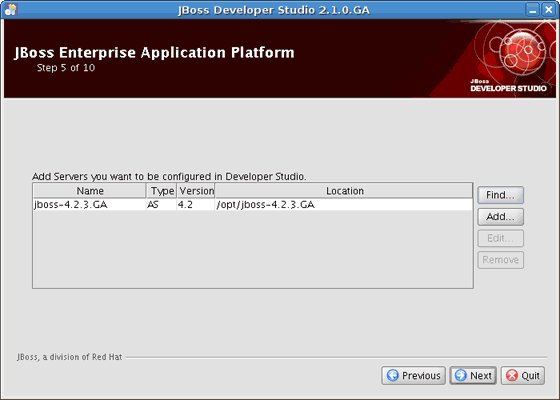 JBoss Developer Studio 2.1.0.GA
JBoss Enterprise Application Platform
Step 5 of 10
JBoss
DEVELOPER STUDIO
Add Servers you want to be configured in Developer Studio.
Name Type Version Location
jboss-4.2.3.GA AS 4.2 /opt/jboss-4.2.3.GA
Find...
Add...
Edit...
Remove
JBoss, a division of Red Hat
Previous Next Quit